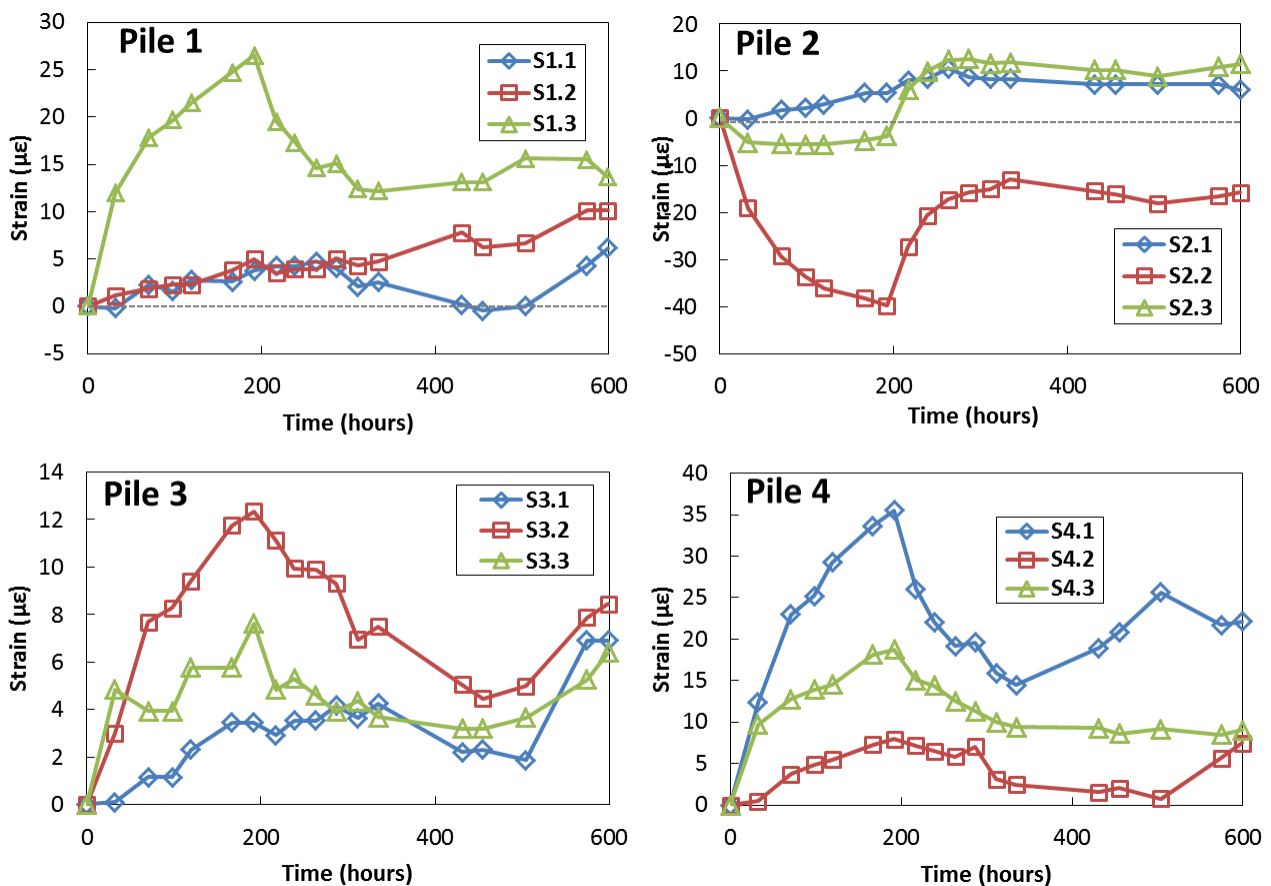 Pile 1
30
25
20
15
10
5
0
-5
Strain (µε)
S1.1
S1.2
S1.3
0
200
400
600
Time (hours)
Pile 2
20
10
0
-10
-20
-30
-40
-50
Strain (µε)
S2.1
S2.2
S2.3
0
200
400
600
Time (hours)
Pile 3
14
12
10
8
6
4
2
0
Strain (µε)
S3.1
S3.2
S3.3
0
200
400
600
Time (hours)
Pile 4
40
35
30
25
20
15
10
5
0
Strain (µε)
S4.1
S4.2
S4.3
0
200
400
600
Time (hours)